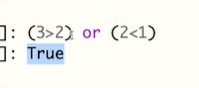 ]: (3>2) or (2<1)
]: True